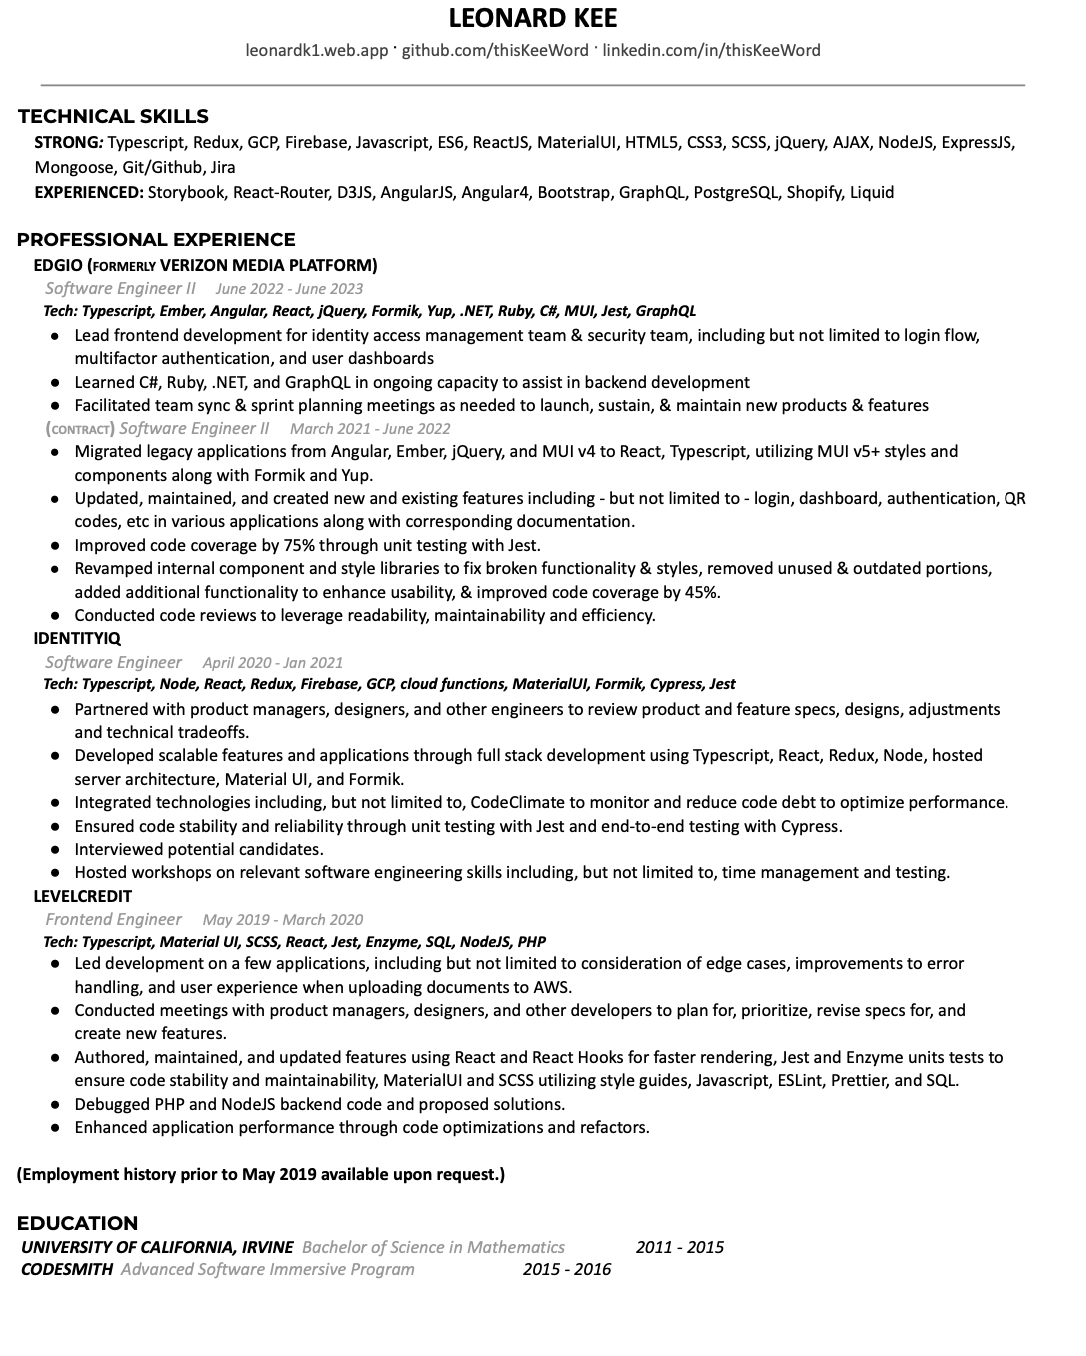 LEONARD KEE
leonardk1.web.app · github.com/thisKeeWord · linkedin.com/in/thisKeeWord
TECHNICAL SKILLS
STRONG: Typescript, Redux, GCP, Firebase, Javascript, ES6, ReactJS, MaterialUI, HTML5, CSS3, SCSS, jQuery, AJAX, NodeJS, ExpressJS,
Mongoose, Git/Github, Jira
EXPERIENCED: Storybook, React-Router, D3JS, AngularJS, Angular4, Bootstrap, GraphQL, PostgreSQL, Shopify, Liquid
PROFESSIONAL EXPERIENCE
EDGIO (FORMERLY VERIZON MEDIA PLATFORM)
Software Engineer II June 2022 - June 2023
Tech: Typescript, Ember, Angular, React, jQuery, Formik, Yup, .NET, Ruby, C#, MUI, Jest, GraphQL
● Lead frontend development for identity access management team & security team, including but not limited to login flow,
multifactor authentication, and user dashboards
● Learned C#, Ruby, .NET, and GraphQL in ongoing capacity to assist in backend development
● Facilitated team sync & sprint planning meetings as needed to launch, sustain, & maintain new products & features
(CONTRACT) Software Engineer II March 2021 - June 2022
● Migrated legacy applications from Angular, Ember, jQuery, and MUI v4 to React, Typescript, utilizing MUI v5+ styles and
components along with Formik and Yup.
● Updated, maintained, and created new and existing features including - but not limited to - login, dashboard, authentication, QR
codes, etc in various applications along with corresponding documentation.
● Improved code coverage by 75% through unit testing with Jest.
● Revamped internal component and style libraries to fix broken functionality & styles, removed unused & outdated portions,
added additional functionality to enhance usability, & improved code coverage by 45%.
● Conducted code reviews to leverage readability, maintainability and efficiency.
IDENTITYIQ
Software Engineer April 2020 - Jan 2021
Tech: Typescript, Node, React, Redux, Firebase, GCP, cloud functions, MaterialUI, Formik, Cypress, Jest
● Partnered with product managers, designers, and other engineers to review product and feature specs, designs, adjustments
and technical tradeoffs.
● Developed scalable features and applications through full stack development using Typescript, React, Redux, Node, hosted
server architecture, Material UI, and Formik.
● Integrated technologies including, but not limited to, CodeClimate to monitor and reduce code debt to optimize performance.
● Ensured code stability and reliability through unit testing with Jest and end-to-end testing with Cypress.
● Interviewed potential candidates.
● Hosted workshops on relevant software engineering skills including, but not limited to, time management and testing.
LEVELCREDIT
Frontend Engineer May 2019 - March 2020
Tech: Typescript, Material UI, SCSS, React, Jest, Enzyme, SQL, NodeJS, PHP
● Led development on a few applications, including but not limited to consideration of edge cases, improvements to error
handling, and user experience when uploading documents to AWS.
● Conducted meetings with product managers, designers, and other developers to plan for, prioritize, revise specs for, and
create new features.
● Authored, maintained, and updated features using React and React Hooks for faster rendering, Jest and Enzyme units tests to
ensure code stability and maintainability, MaterialUI and SCSS utilizing style guides, Javascript, ESLint, Prettier, and SQL.
● Debugged PHP and NodeJS backend code and proposed solutions.
● Enhanced application performance through code optimizations and refactors.
(Employment history prior to May 2019 available upon request.)
EDUCATION
UNIVERSITY OF CALIFORNIA, IRVINE Bachelor of Science in Mathematics 2011 - 2015
CODESMITH Advanced Software Immersive Program 2015 - 2016